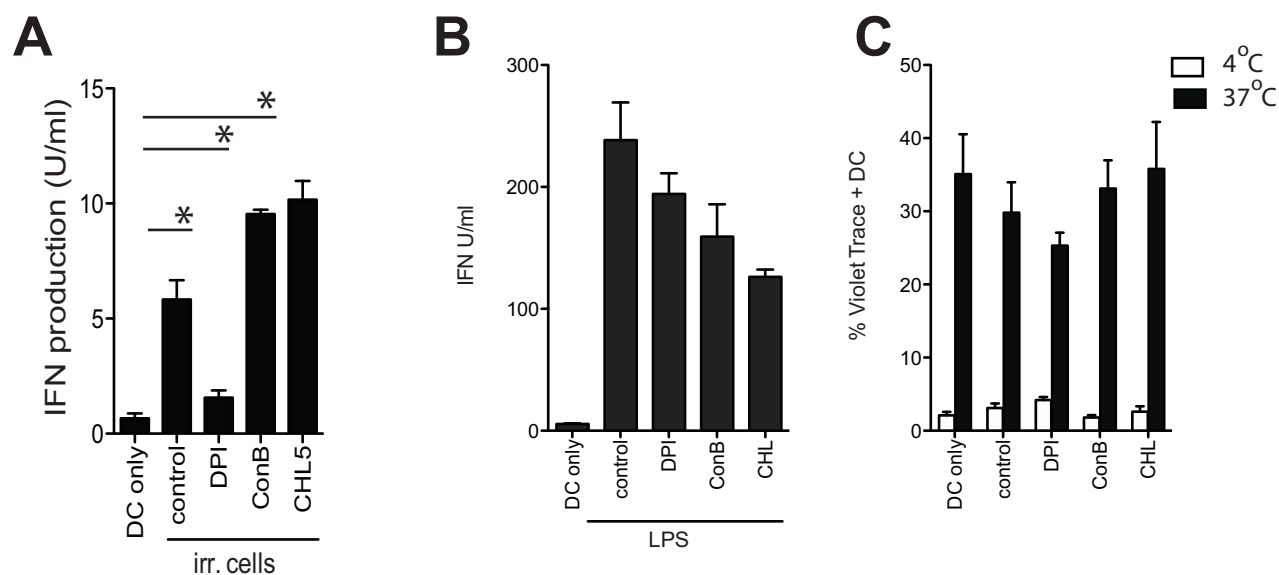 A
IFN production (U/ml)
15
10
5
0
*
*
*
DC only
control
DPI
ConB
CHL5
irr. cells
B
IFN U/ml
300
200
100
0
DC only
control
DPI
ConB
CHL
LPS
C
% Violet Trace + DC
50
40
30
20
10
0
DC only
control
DPI
ConB
CHL
4°C
37°C